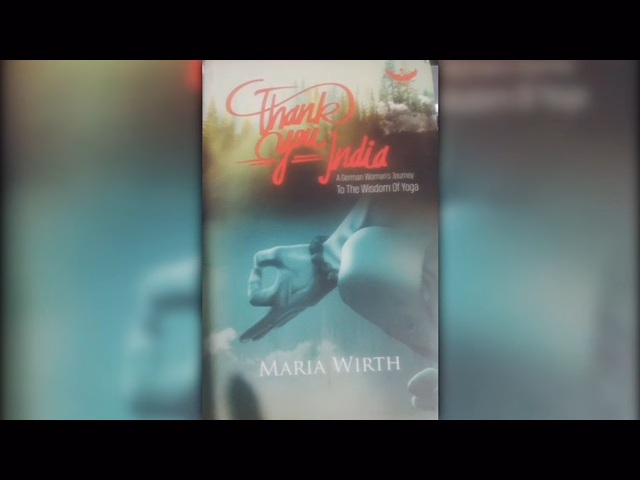 Thank
You, India
A German Woman's Journey
To The Wisdom Of Yoga
MARIA WIRTH